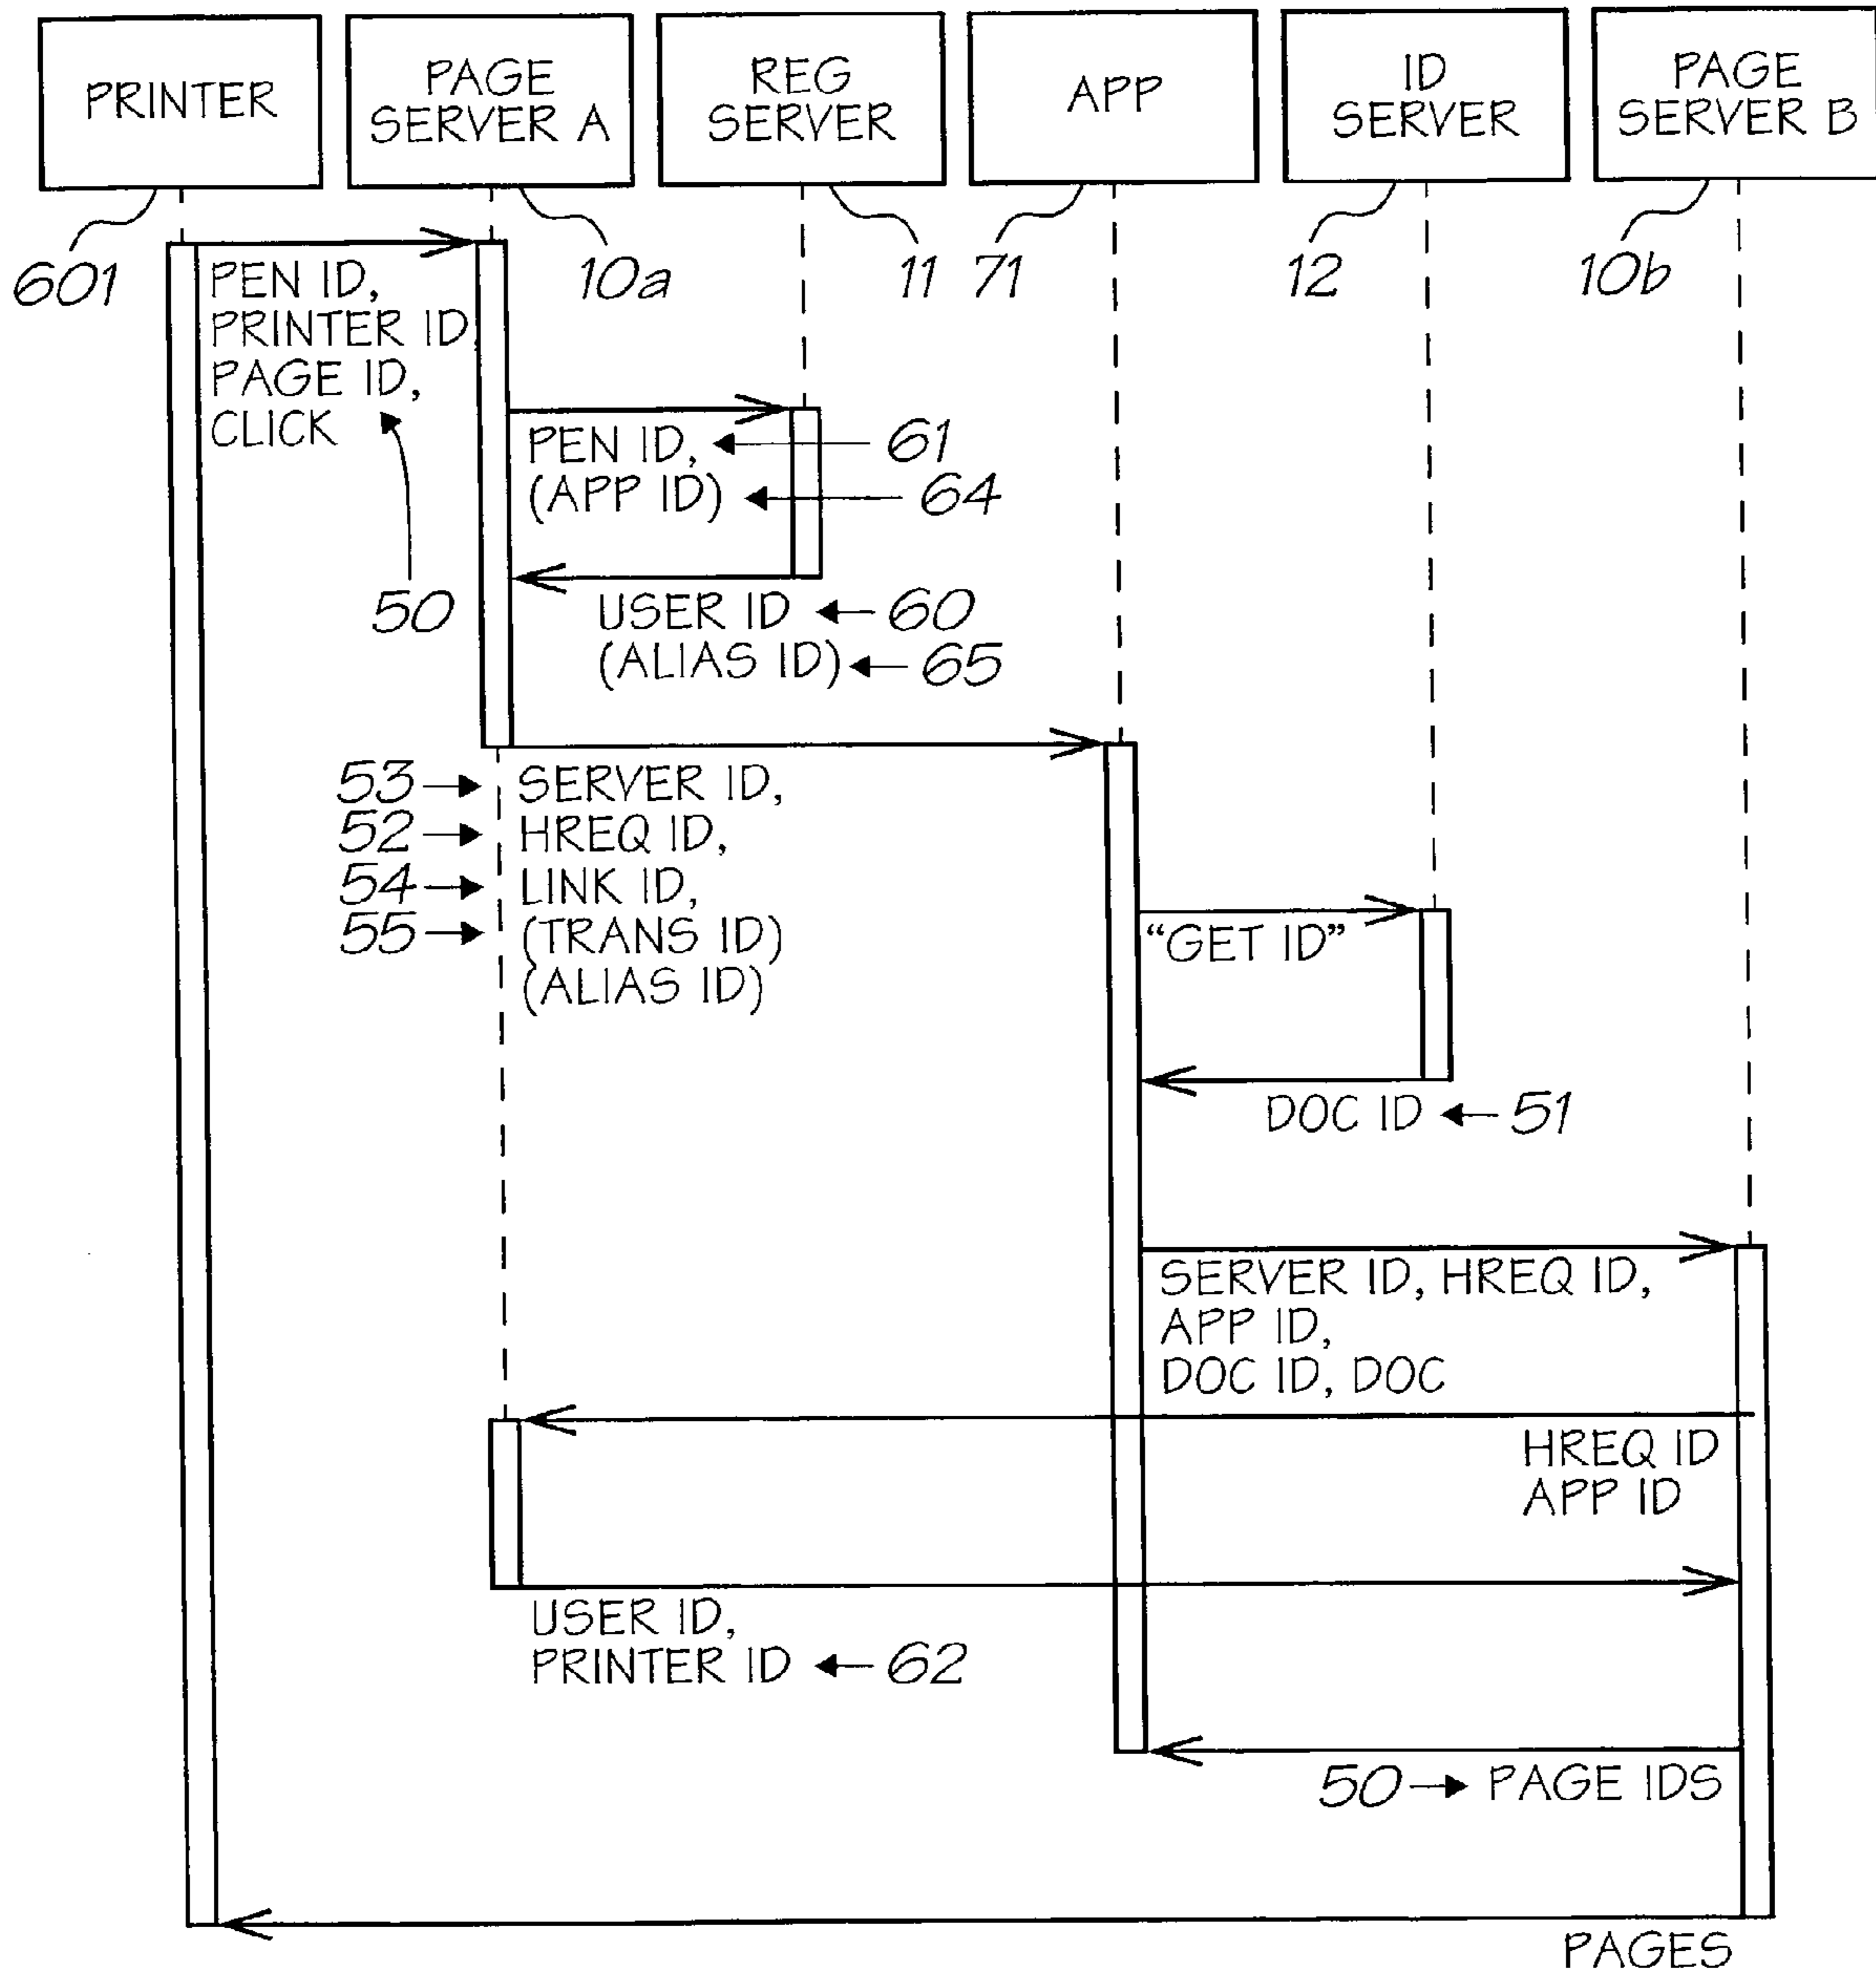 PRINTER
PAGE
SERVER A
REG
SERVER
APP
ID
SERVER
PAGE
SERVER B
601
10a
11
71
12
10b
PEN ID,
PRINTER ID
PAGE ID,
CLICK
50
PEN ID,
61
(APP ID)
64
USER ID
60
(ALIAS ID)
65
53
SERVER ID,
52
HREQ ID,
54
LINK ID,
55
(TRANS ID)
(ALIAS ID)
“GET ID”
DOC ID
51
SERVER ID, HREQ ID,
APP ID,
DOC ID, DOC
HREQ ID
APP ID
USER ID,
PRINTER ID
62
50
PAGE IDS
PAGES